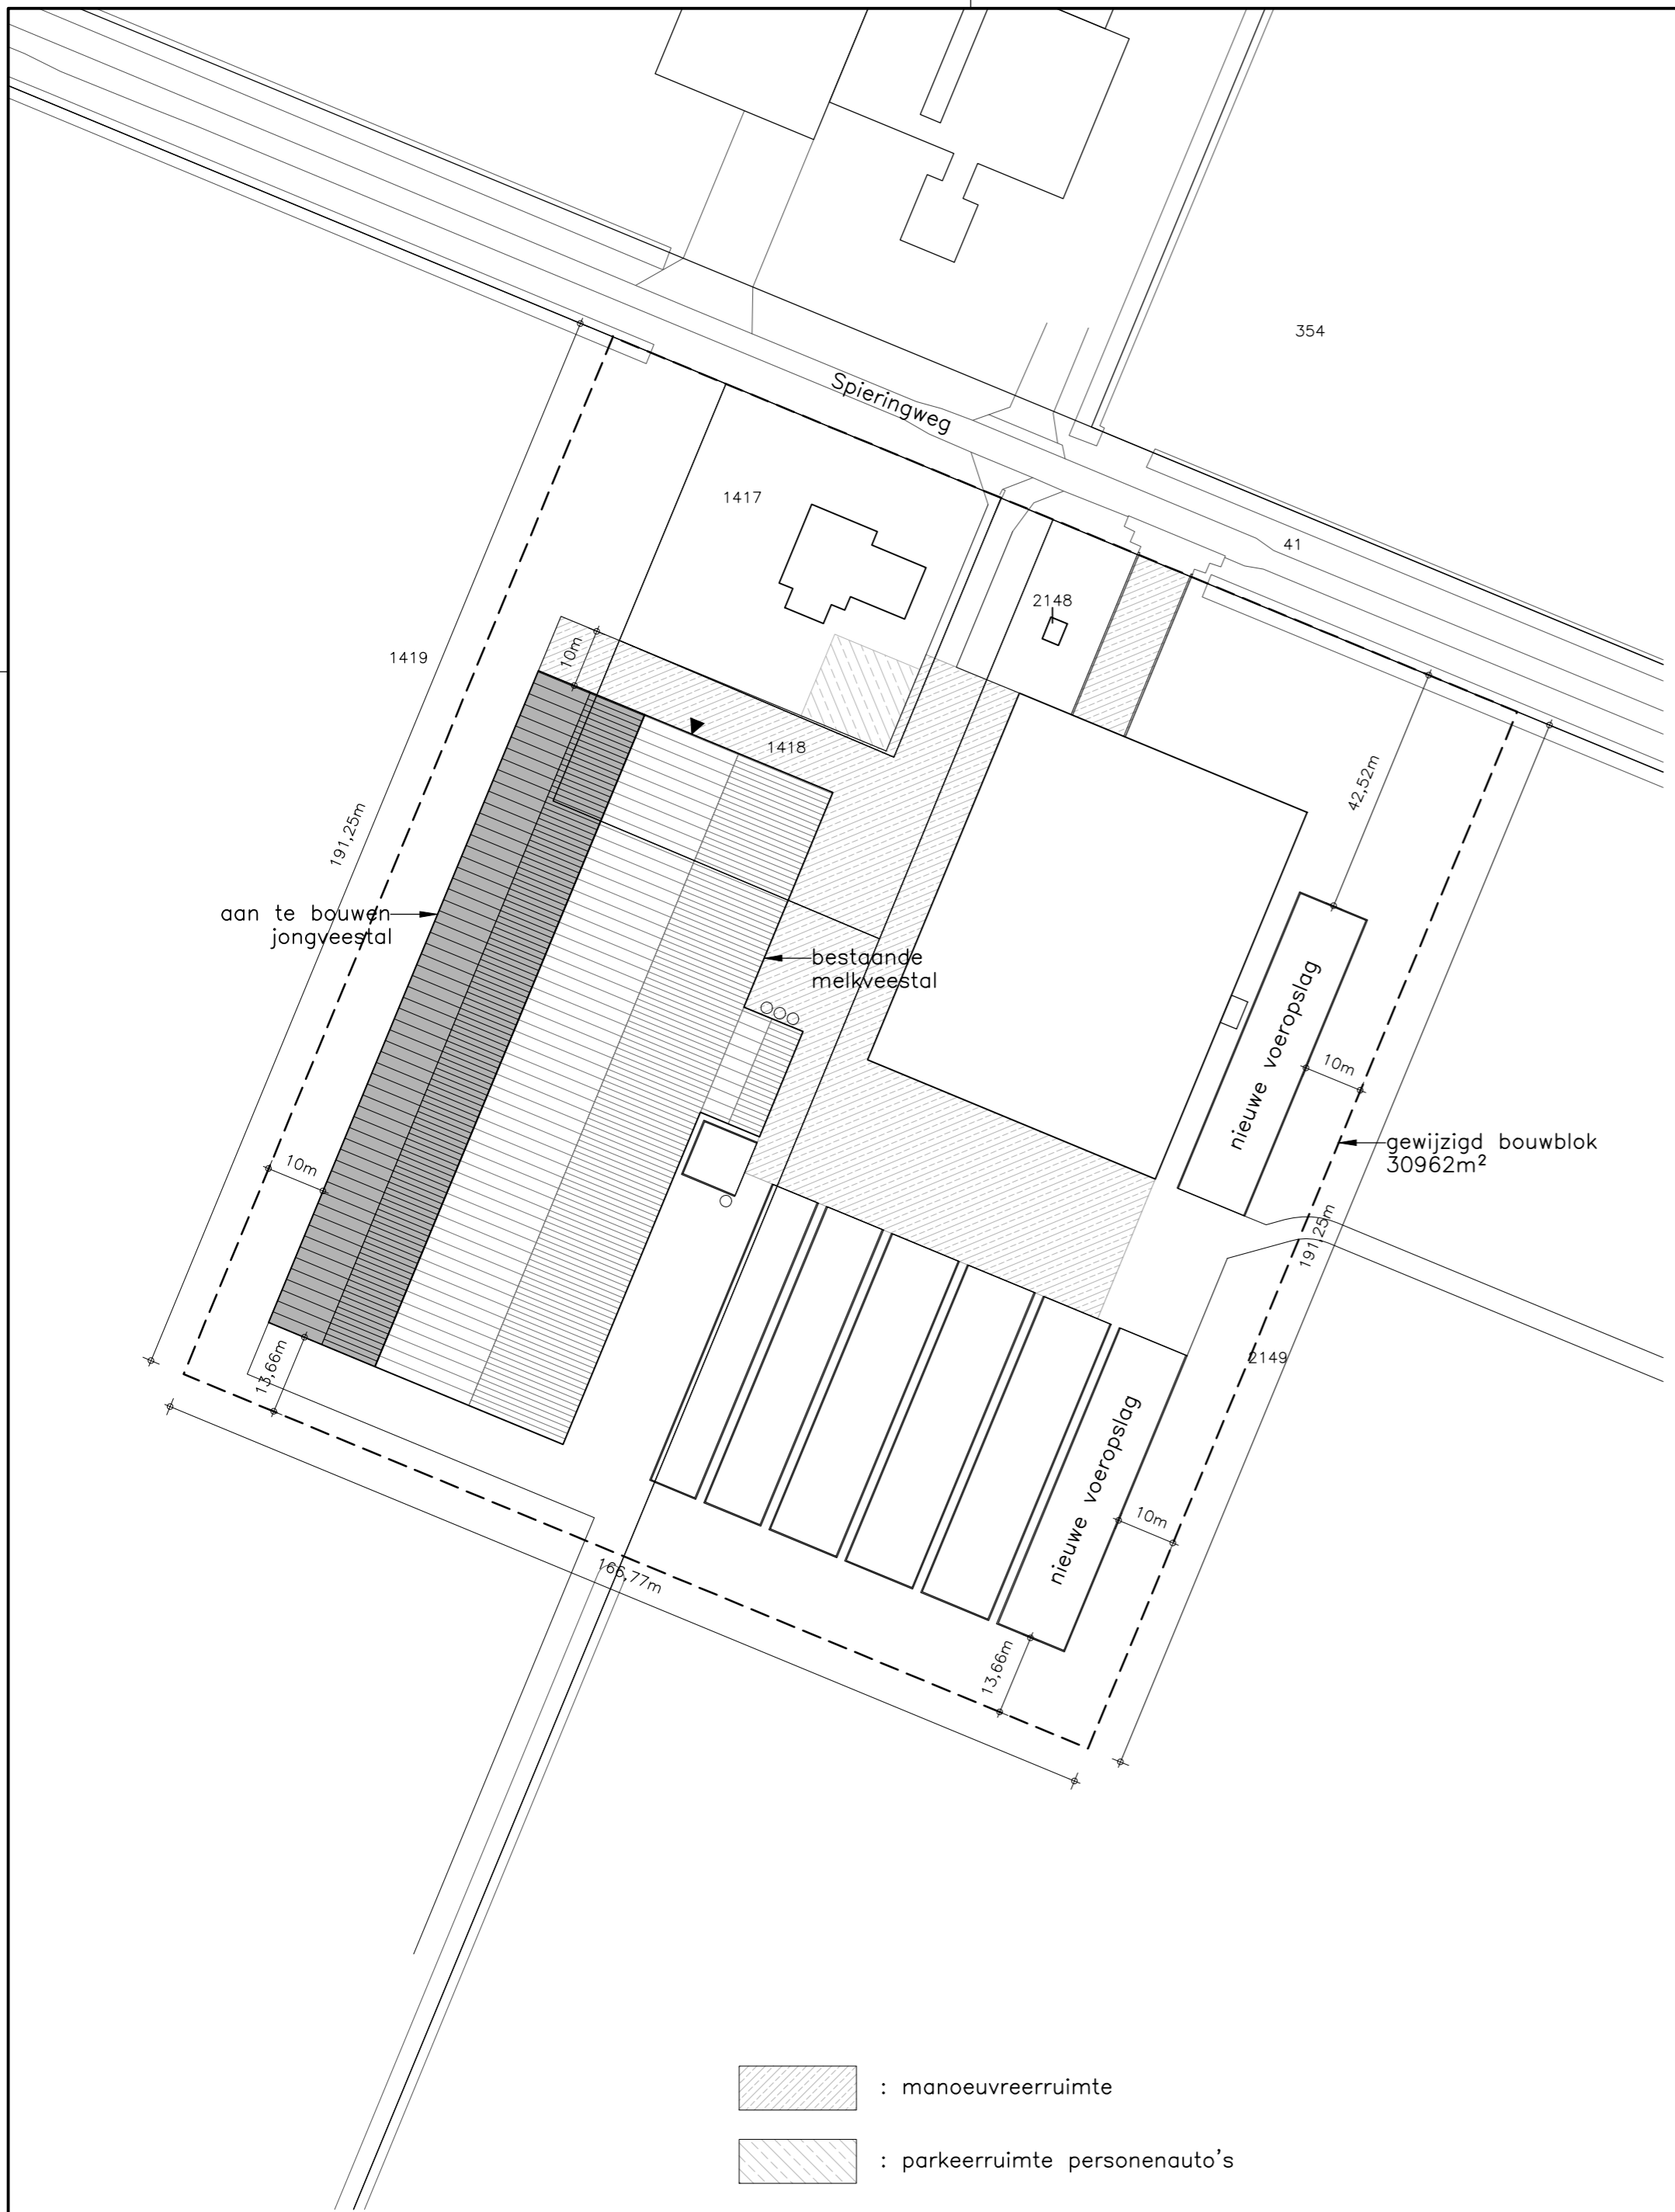 354
Spieringweg
1417
41
2148
1419
10m
1418
42,52m
191,25m
aan te bouwen
jongveestal
bestaande
melkveestal
nieuwe voeropslag
10m
gewijzigd bouwblok
30962m²
10m
191,25m
13,66m
2149
nieuwe voeropslag
10m
166,77m
13,66m
: manoeuvreerruimte
: parkeerruimte personenauto's